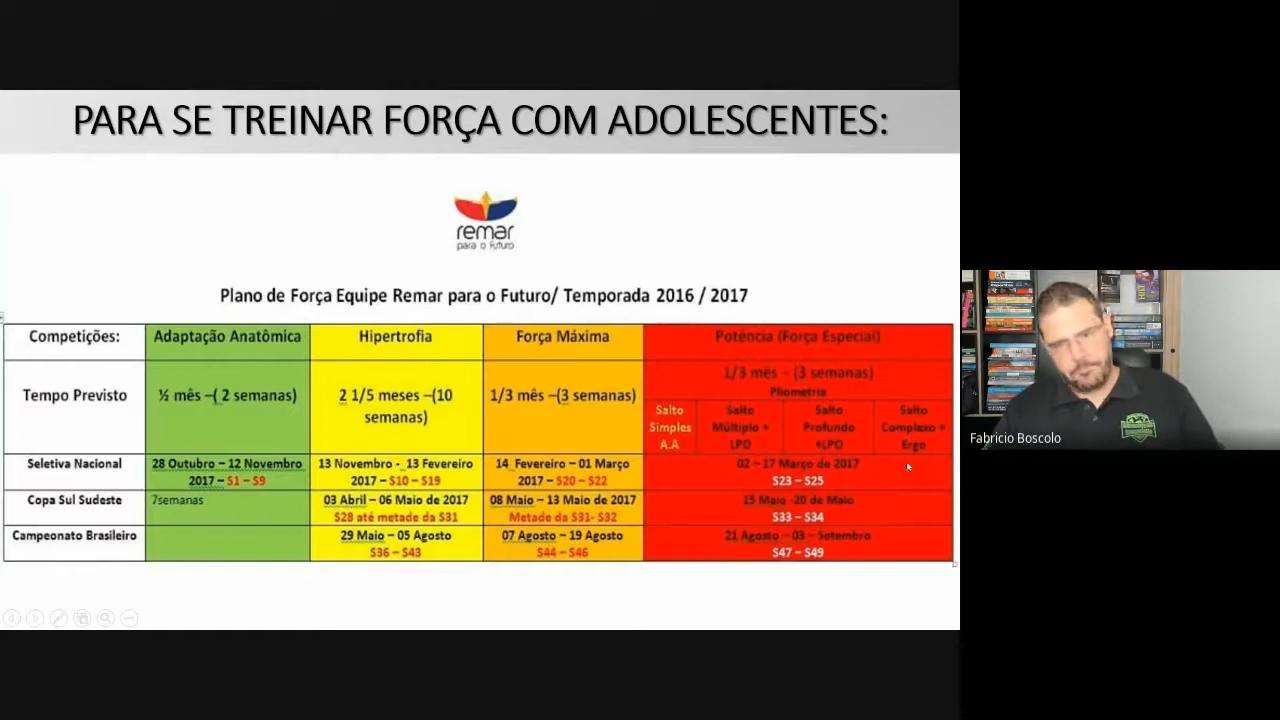 PARA SE TREINAR FORÇA COM ADOLESCENTES:
remar
para o Futuro
Plano de Força Equipe Remar para o Futuro/ Temporada 2016 / 2017
Competições: Adaptação Anatômica Hipertrofia Força Máxima Potência (Força Especial)
Tempo Previsto ½ mês –( 2 semanas) 2 1/5 meses –(10 semanas) 1/3 mês –(3 semanas) 1/3 mês – (3 semanas)
Pliometria
Salto Simples A.A Salto Múltiplo + LPO Salto Profundo +LPO Salto Complexo + Ergo
Seletiva Nacional 28 Outubro – 12 Novembro 13 Novembro - 13 Fevereiro 14 Fevereiro – 01 Março 02 – 17 Março de 2017
2017 – S1 – S9 2017 – S10 – S19 2017 – S20 – S22 S23 – S25
Copa Sul Sudeste 7semanas 03 Abril – 06 Maio de 2017 08 Maio – 13 Maio de 2017 15 Maio -20 de Maio
S28 até metade da S31 Metade da S31- S32 S33 – S34
Campeonato Brasileiro 29 Maio – 05 Agosto 07 Agosto – 19 Agosto 21 Agosto – 03 – Setembro
S36 – S43 S44 – S46 S47 – S49
Fabricio Boscolo